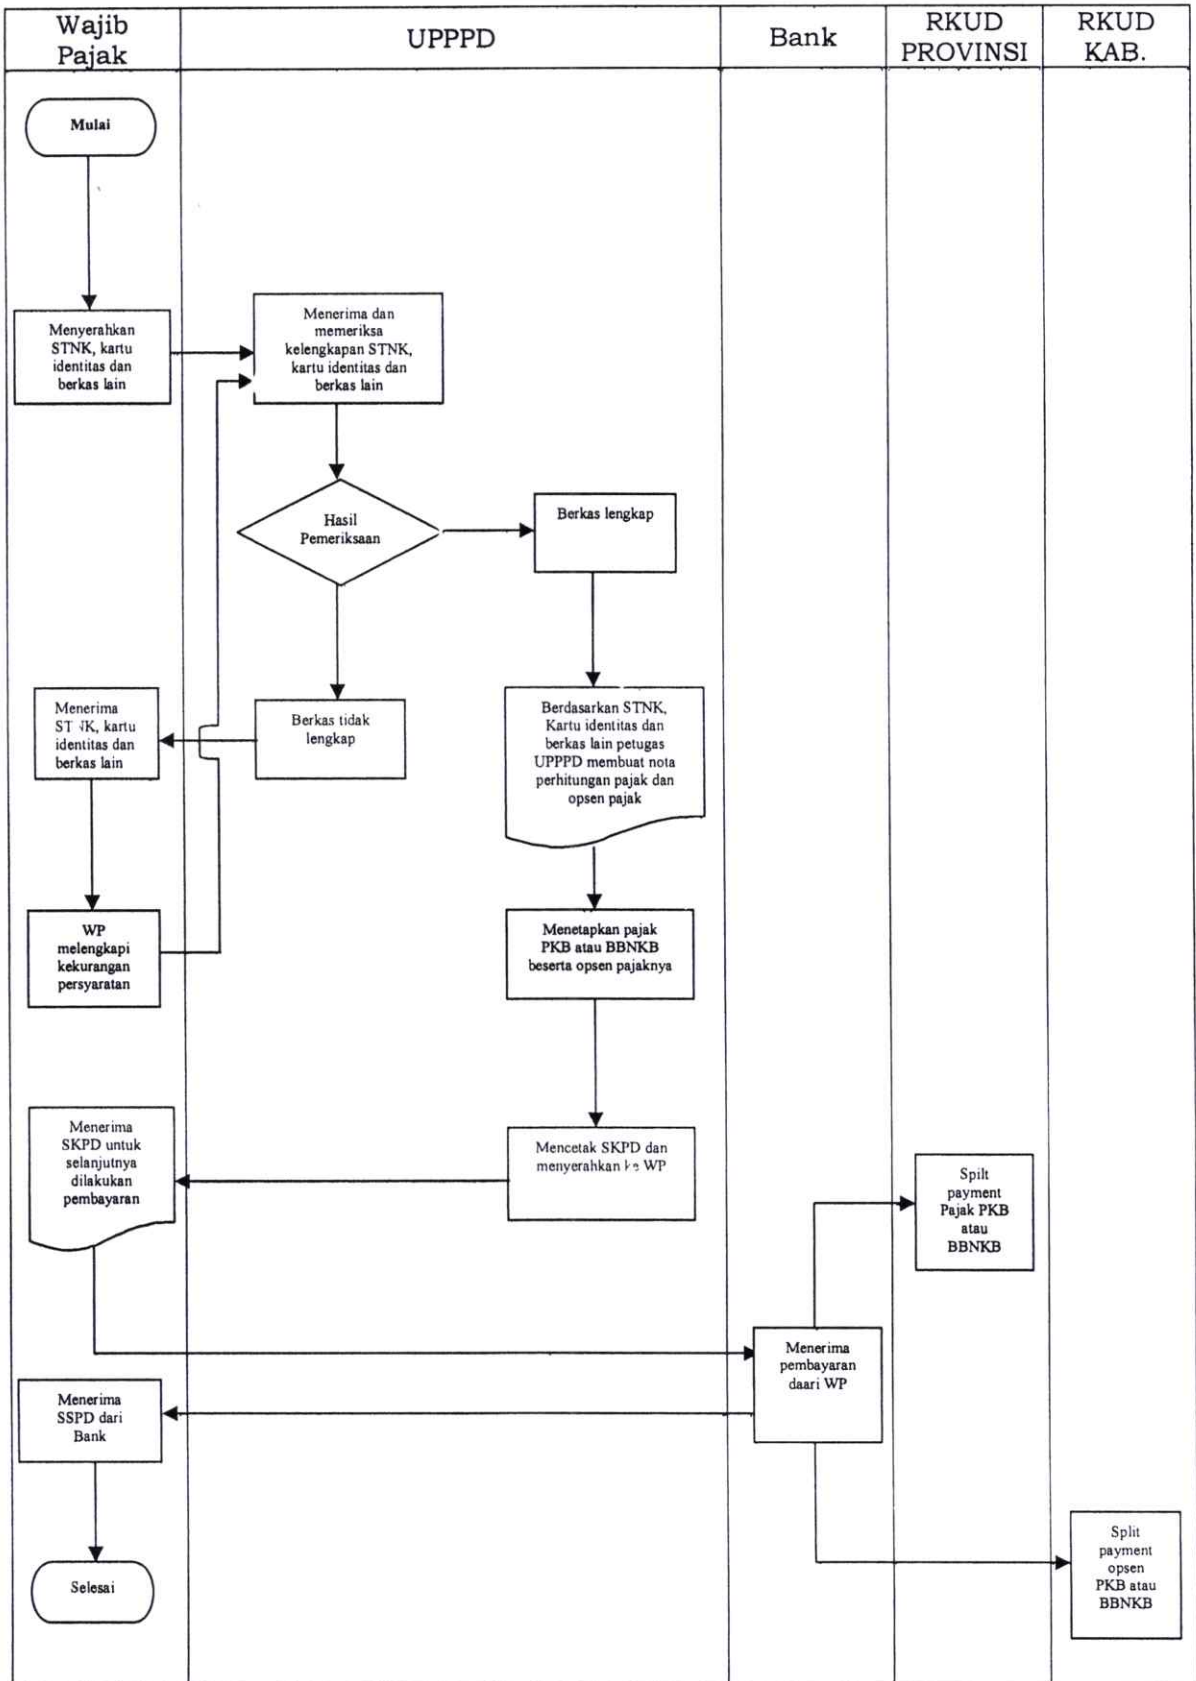 Wajib
Pajak
UPPPD
Bank
RKUD
PROVINSI
RKUD
KAB.
Mulai
Menyerahkan
STNK, kartu
identitas dan
berkas lain
Menerima dan
memeriksa
kelengkapan STNK,
kartu identitas dan
berkas lain
Hasil
Pemeriksaan
Berkas lengkap
Menerima
STNK, kartu
identitas dan
berkas lain
Berkas tidak
lengkap
Berdasarkan STNK,
Kartu identitas dan
berkas lain petugas
UPPPD membuat nota
perhitungan pajak dan
opsen pajak
WP
melengkapi
kekurangan
persyaratan
Menetapkan pajak
PKB atau BBNKB
beserta opsen pajaknya
Menerima
SKPD untuk
selanjutnya
dilakukan
pembayaran
Mencetak SKPD dan
menyerahkan ke WP
Spilt
payment
Pajak PKB
atau
BBNKB
Menerima
pembayaran
daari WP
Menerima
SSPD dari
Bank
Split
payment
opsen
PKB atau
BBNKB
Selesai